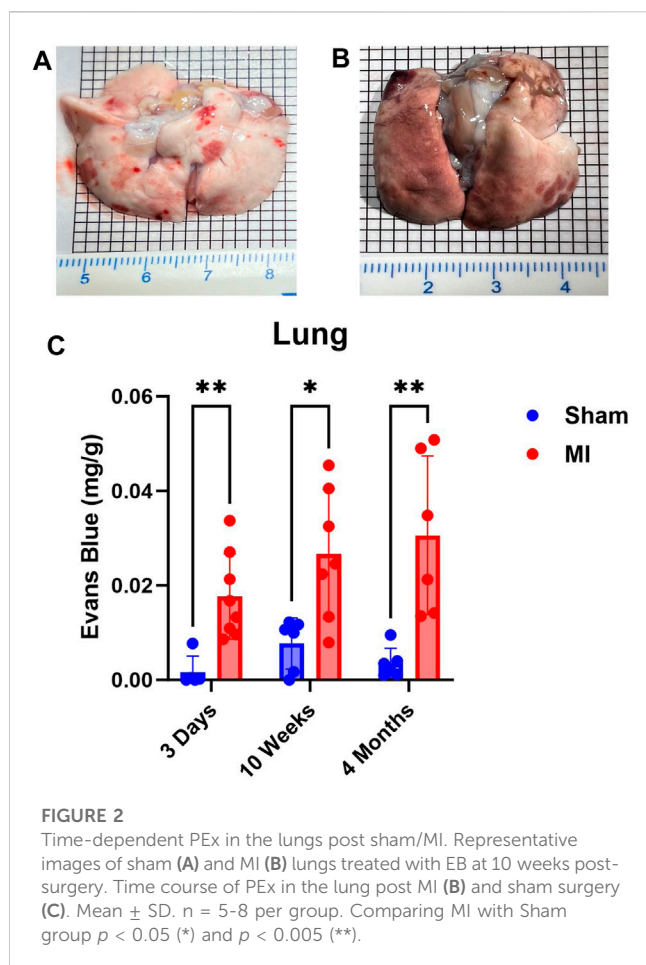 A
B
5 6 7 8
2 3 4
C
Lung
** * **
Sham
MI
Evans Blue (mg/g)
0.06
0.04
0.02
0.00
3 Days
10 Weeks
4 Months
FIGURE 2
Time-dependent PEx in the lungs post sham/MI. Representative
images of sham (A) and MI (B) lungs treated with EB at 10 weeks post-
surgery. Time course of PEx in the lung post MI (B) and sham surgery
(C). Mean ± SD. n = 5-8 per group. Comparing MI with Sham
group p < 0.05 (*) and p < 0.005 (**).